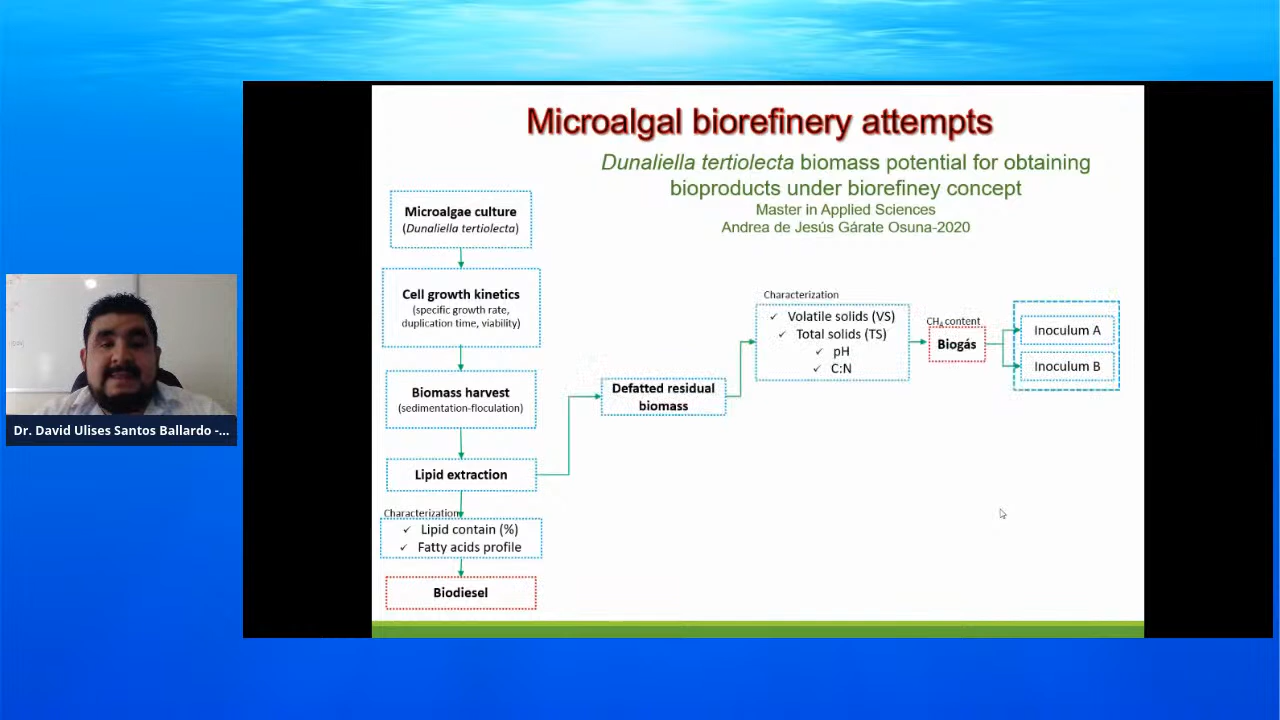 Microalgal biorefinery attempts
Dunaliella tertiolecta biomass potential for obtaining
bioproducts under biorefiney concept
Master in Applied Sciences
Andrea de Jesús Gárate Osuna-2020
Microalgae culture
(Dunaliella tertiolecta)
Cell growth kinetics
(specific growth rate,
duplication time, viability)
Biomass harvest
(sedimentation-floculation)
Lipid extraction
Characterization
✓ Lipid contain (%)
✓ Fatty acids profile
Biodiesel
Defatted residual
biomass
Characterization
✓ Volatile solids (VS)
✓ Total solids (TS)
✓ pH
✓ C:N
CH4 content
Biogás
Inoculum A
Inoculum B
Dr. David Ulises Santos Ballardo -...